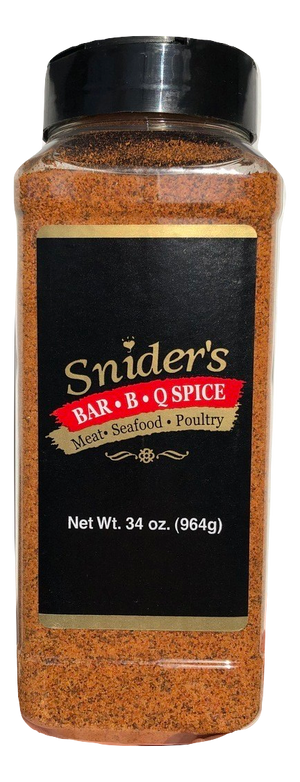 Snider's
BAR • B • Q SPICE
Meat • Seafood • Poultry
Net Wt. 34 oz. (964g)